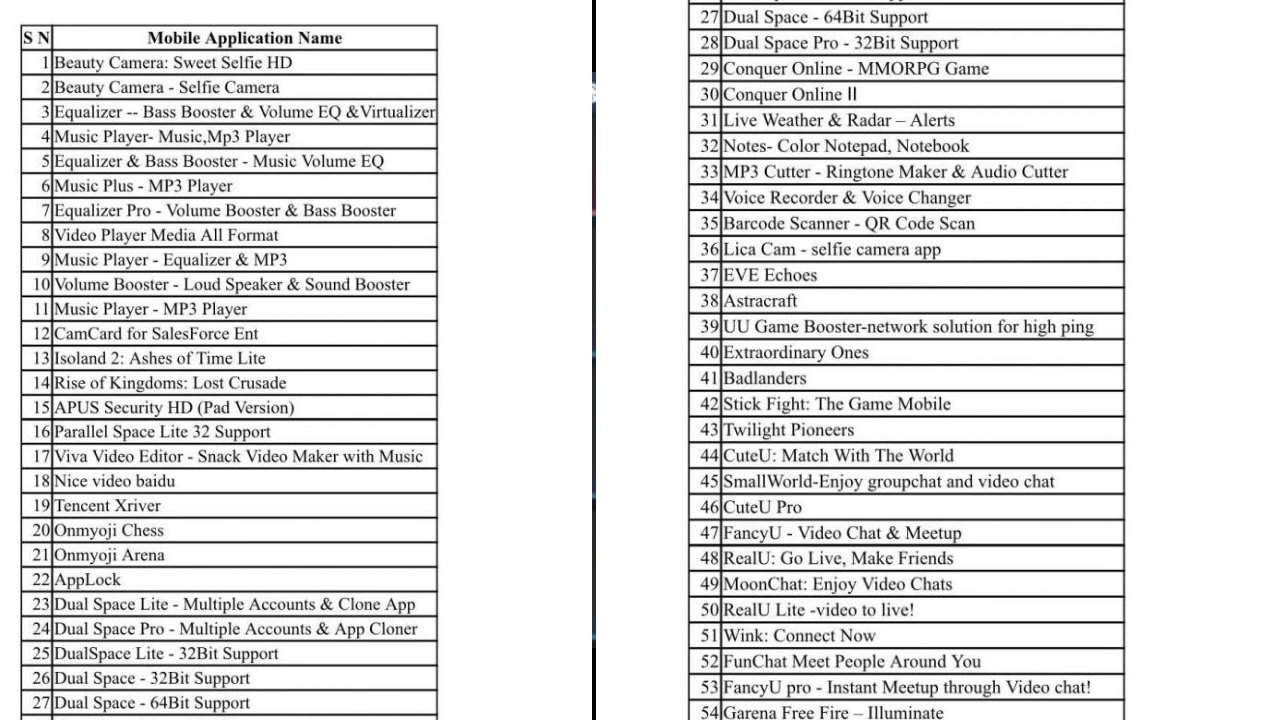 S N Mobile Application Name
1 Beauty Camera: Sweet Selfie HD
2 Beauty Camera - Selfie Camera
3 Equalizer -- Bass Booster & Volume EQ &Virtualizer
4 Music Player- Music,Mp3 Player
5 Equalizer & Bass Booster - Music Volume EQ
6 Music Plus - MP3 Player
7 Equalizer Pro - Volume Booster & Bass Booster
8 Video Player Media All Format
9 Music Player - Equalizer & MP3
10 Volume Booster - Loud Speaker & Sound Booster
11 Music Player - MP3 Player
12 CamCard for SalesForce Ent
13 Isoland 2: Ashes of Time Lite
14 Rise of Kingdoms: Lost Crusade
15 APUS Security HD (Pad Version)
16 Parallel Space Lite 32 Support
17 Viva Video Editor - Snack Video Maker with Music
18 Nice video baidu
19 Tencent Xriver
20 Onmyoji Chess
21 Onmyoji Arena
22 AppLock
23 Dual Space Lite - Multiple Accounts & Clone App
24 Dual Space Pro - Multiple Accounts & App Cloner
25 DualSpace Lite - 32Bit Support
26 Dual Space - 32Bit Support
27 Dual Space - 64Bit Support
27 Dual Space - 64Bit Support
28 Dual Space Pro - 32Bit Support
29 Conquer Online - MMORPG Game
30 Conquer Online II
31 Live Weather & Radar – Alerts
32 Notes- Color Notepad, Notebook
33 MP3 Cutter - Ringtone Maker & Audio Cutter
34 Voice Recorder & Voice Changer
35 Barcode Scanner - QR Code Scan
36 Lica Cam - selfie camera app
37 EVE Echoes
38 Astracraft
39 UU Game Booster-network solution for high ping
40 Extraordinary Ones
41 Badlanders
42 Stick Fight: The Game Mobile
43 Twilight Pioneers
44 CuteU: Match With The World
45 SmallWorld-Enjoy groupchat and video chat
46 CuteU Pro
47 FancyU - Video Chat & Meetup
48 RealU: Go Live, Make Friends
49 MoonChat: Enjoy Video Chats
50 RealU Lite -video to live!
51 Wink: Connect Now
52 FunChat Meet People Around You
53 FancyU pro - Instant Meetup through Video chat!
54 Garena Free Fire – Illuminate